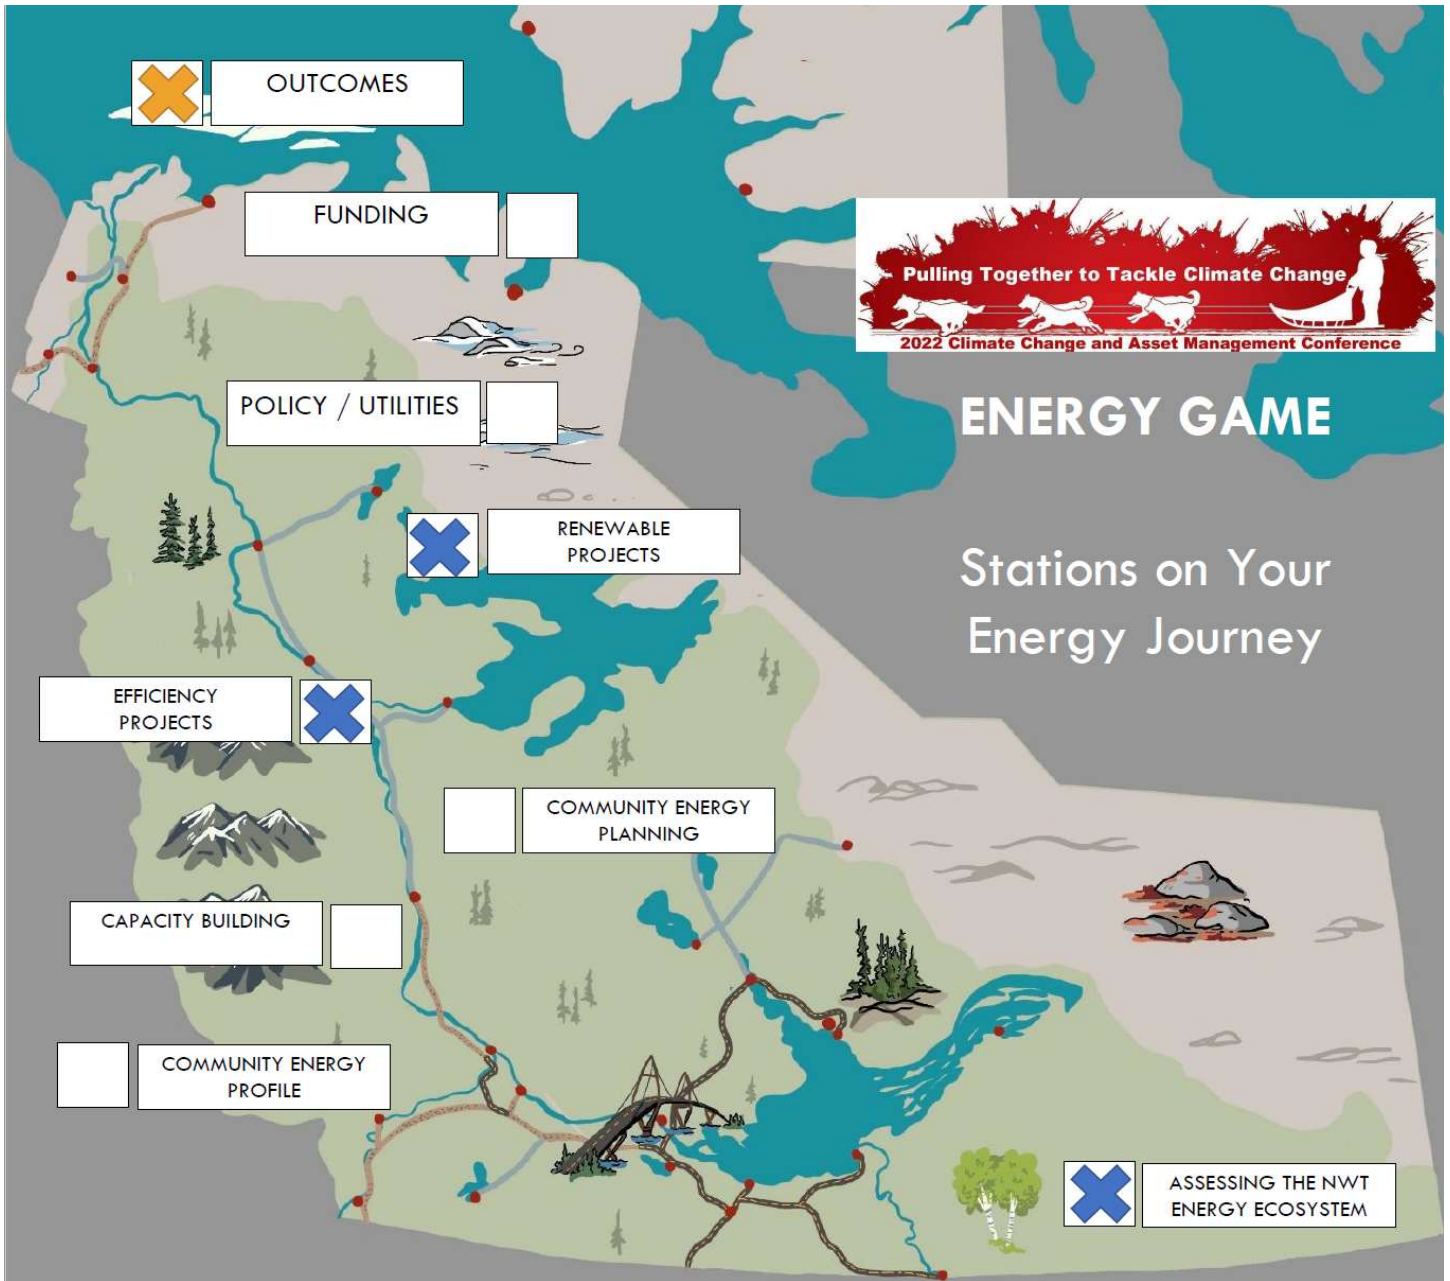 OUTCOMES
FUNDING
Pulling Together to Tackle Climate Change
2022 Climate Change and Asset Management Conference
POLICY / UTILITIES
ENERGY GAME
RENEWABLE
PROJECTS
Stations on Your
Energy Journey
EFFICIENCY
PROJECTS
COMMUNITY ENERGY
PLANNING
CAPACITY BUILDING
COMMUNITY ENERGY
PROFILE
ASSESSING THE NWT
ENERGY ECOSYSTEM